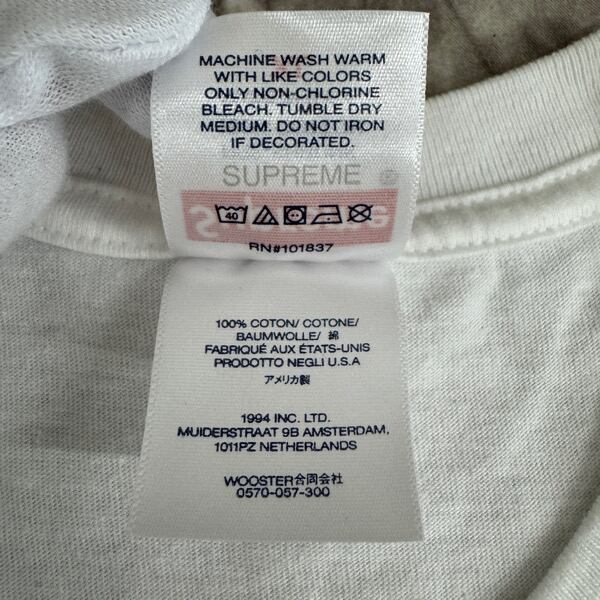 MACHINE WASH WARM
WITH LIKE COLORS
ONLY NON-CHLORINE
BLEACH. TUMBLE DRY
MEDIUM. DO NOT IRON
IF DECORATED.
SUPREME
40
RN#101837
100% COTON/ COTONE/
BAUMWOLLE/ 綿
FABRIQUÉ AUX ÉTATS-UNIS
PRODOTTO NEGLI U.S.A
アメリカ製
1994 INC. LTD.
MUIDERSTRAAT 9B AMSTERDAM,
1011PZ NETHERLANDS
WOOSTER合同会社
0570-057-300